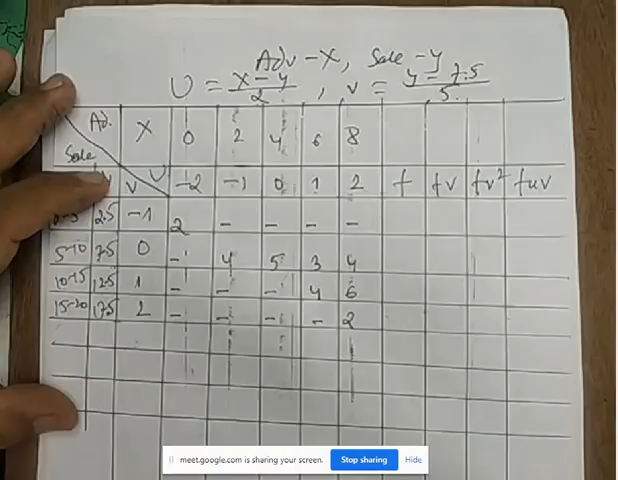 Adv - X, Sale - y
U = x - y / 2 , v = y - 7.5 / 5.
Ad. X 0 2 4 6 8
Sale
y v U -2 -1 0 1 2 f fv fv² fuv
0-5 2.5 -1 2 - - - -
5-10 7.5 0 - 4 5 3 4
10-15 12.5 1 - - - 4 6
15-20 17.5 2 - - - - 2
meet.google.com is sharing your screen. Stop sharing Hide